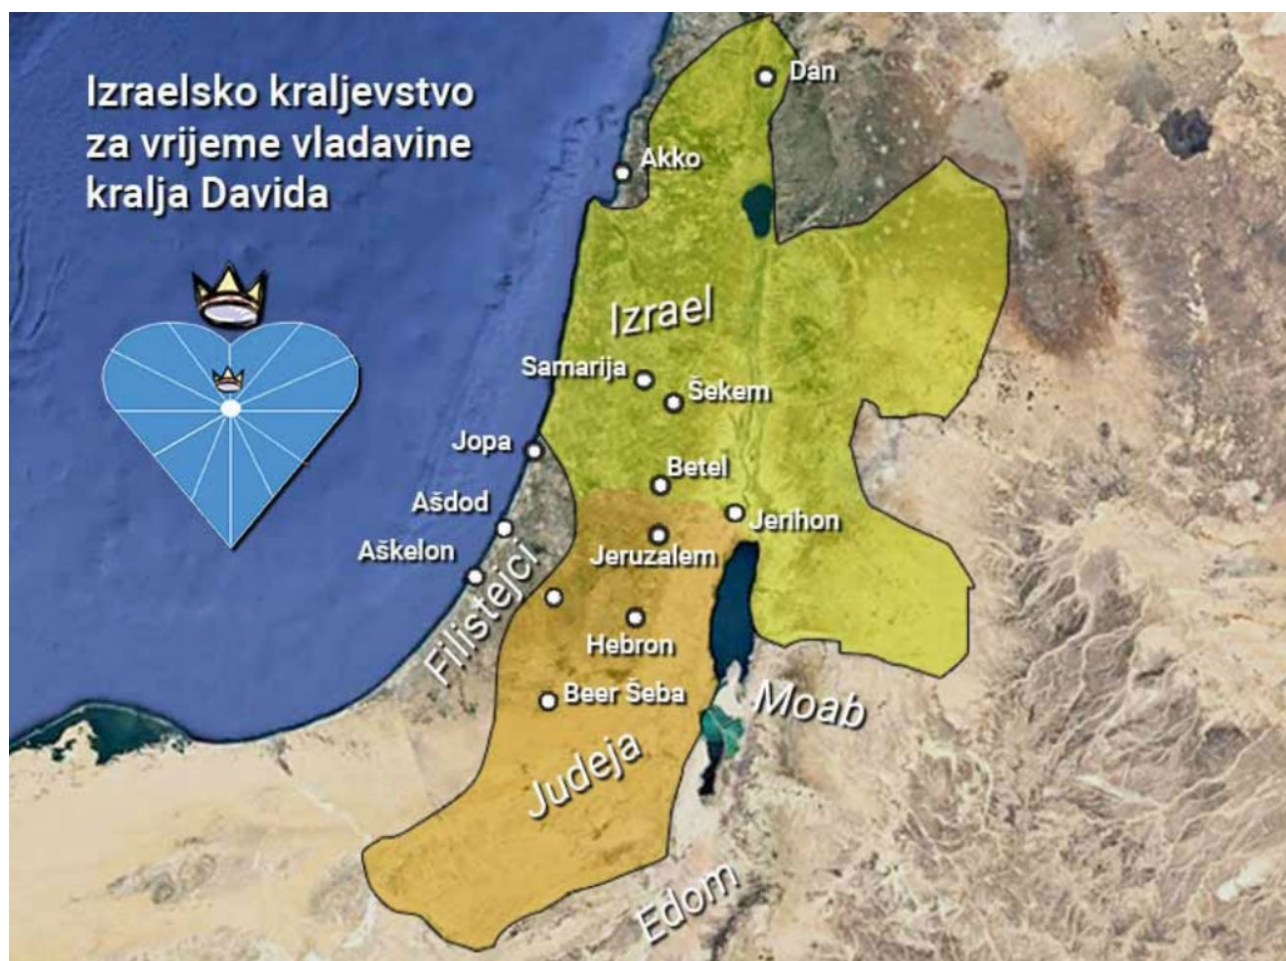 Izraelsko kraljevstvo
za vrijeme vladavine
kralja Davida
Dan
Akko
Izrael
Samarija
Šekem
Jopa
Betel
Ašdod
Jerihon
Aškelon
Jeruzalem
Filistejci
Hebron
Beer Šeba
Moab
Judeja
Edom